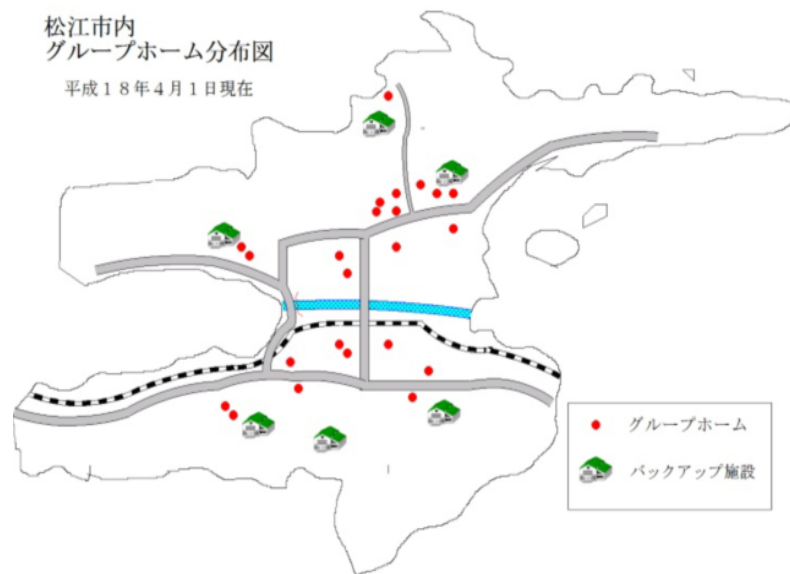 松江市内
グループホーム分布図
平成１８年４月１日現在
グループホーム
バックアップ施設